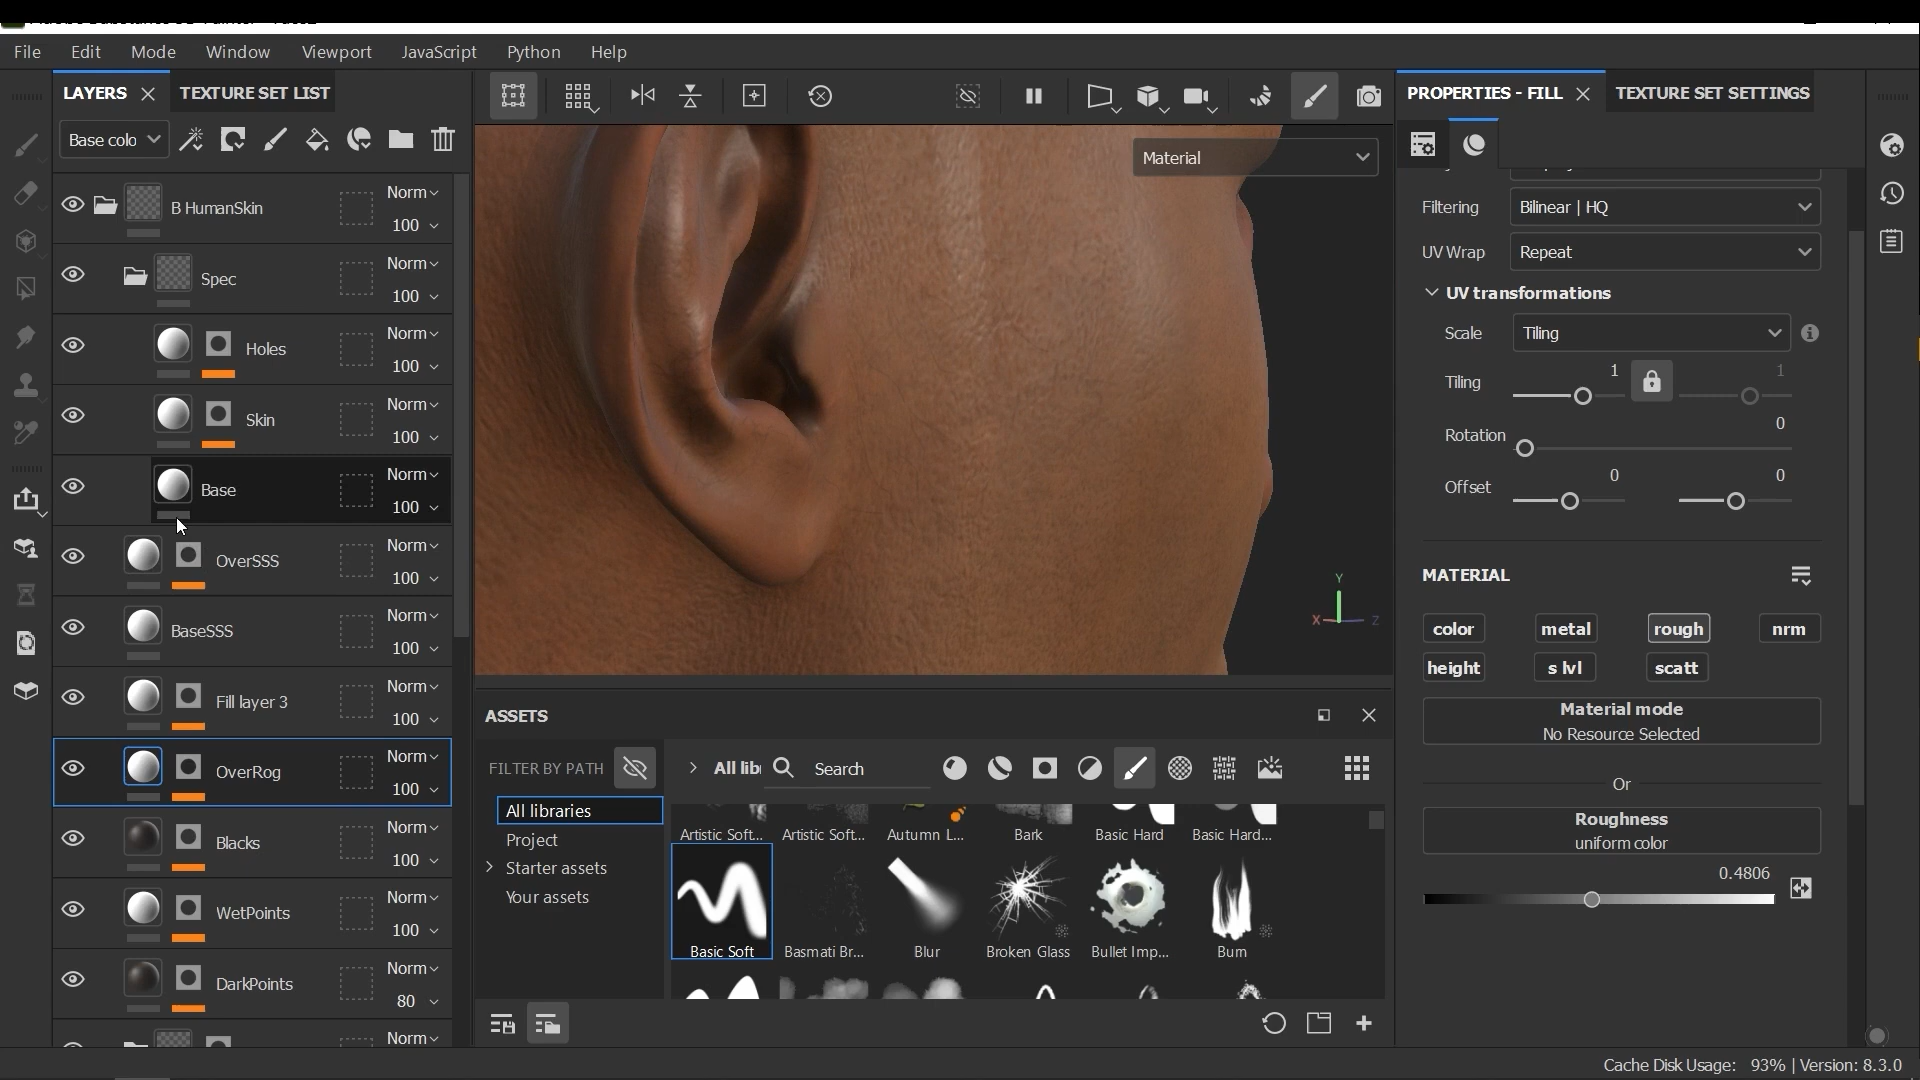 File Edit Mode Window Viewport JavaScript Python Help
LAYERS TEXTURE SET LIST
Base colo
B HumanSkin Norm 100
Spec Norm 100
Holes Norm 100
Skin Norm 100
Base Norm 100
OverSSS Norm 100
BaseSSS Norm 100
Fill layer 3 Norm 100
OverRog Norm 100
Blacks Norm 100
WetPoints Norm 100
DarkPoints Norm 80
Norm
Material
Y
X Z
ASSETS
FILTER BY PATH
All libraries
Project
Starter assets
Your assets
All lib Search
Artistic Soft... Artistic Soft... Autumn L... Bark Basic Hard Basic Hard...
Basic Soft Basmati Br... Blur Broken Glass Bullet Imp... Burn
PROPERTIES - FILL TEXTURE SET SETTINGS
Filtering Bilinear | HQ
UV Wrap Repeat
UV transformations
Scale Tiling
Tiling 1 1
Rotation 0
Offset 0 0
MATERIAL
color metal rough nrm
height s lvl scatt
Material mode
No Resource Selected
Or
Roughness
uniform color
0.4806
Cache Disk Usage: 93% | Version: 8.3.0